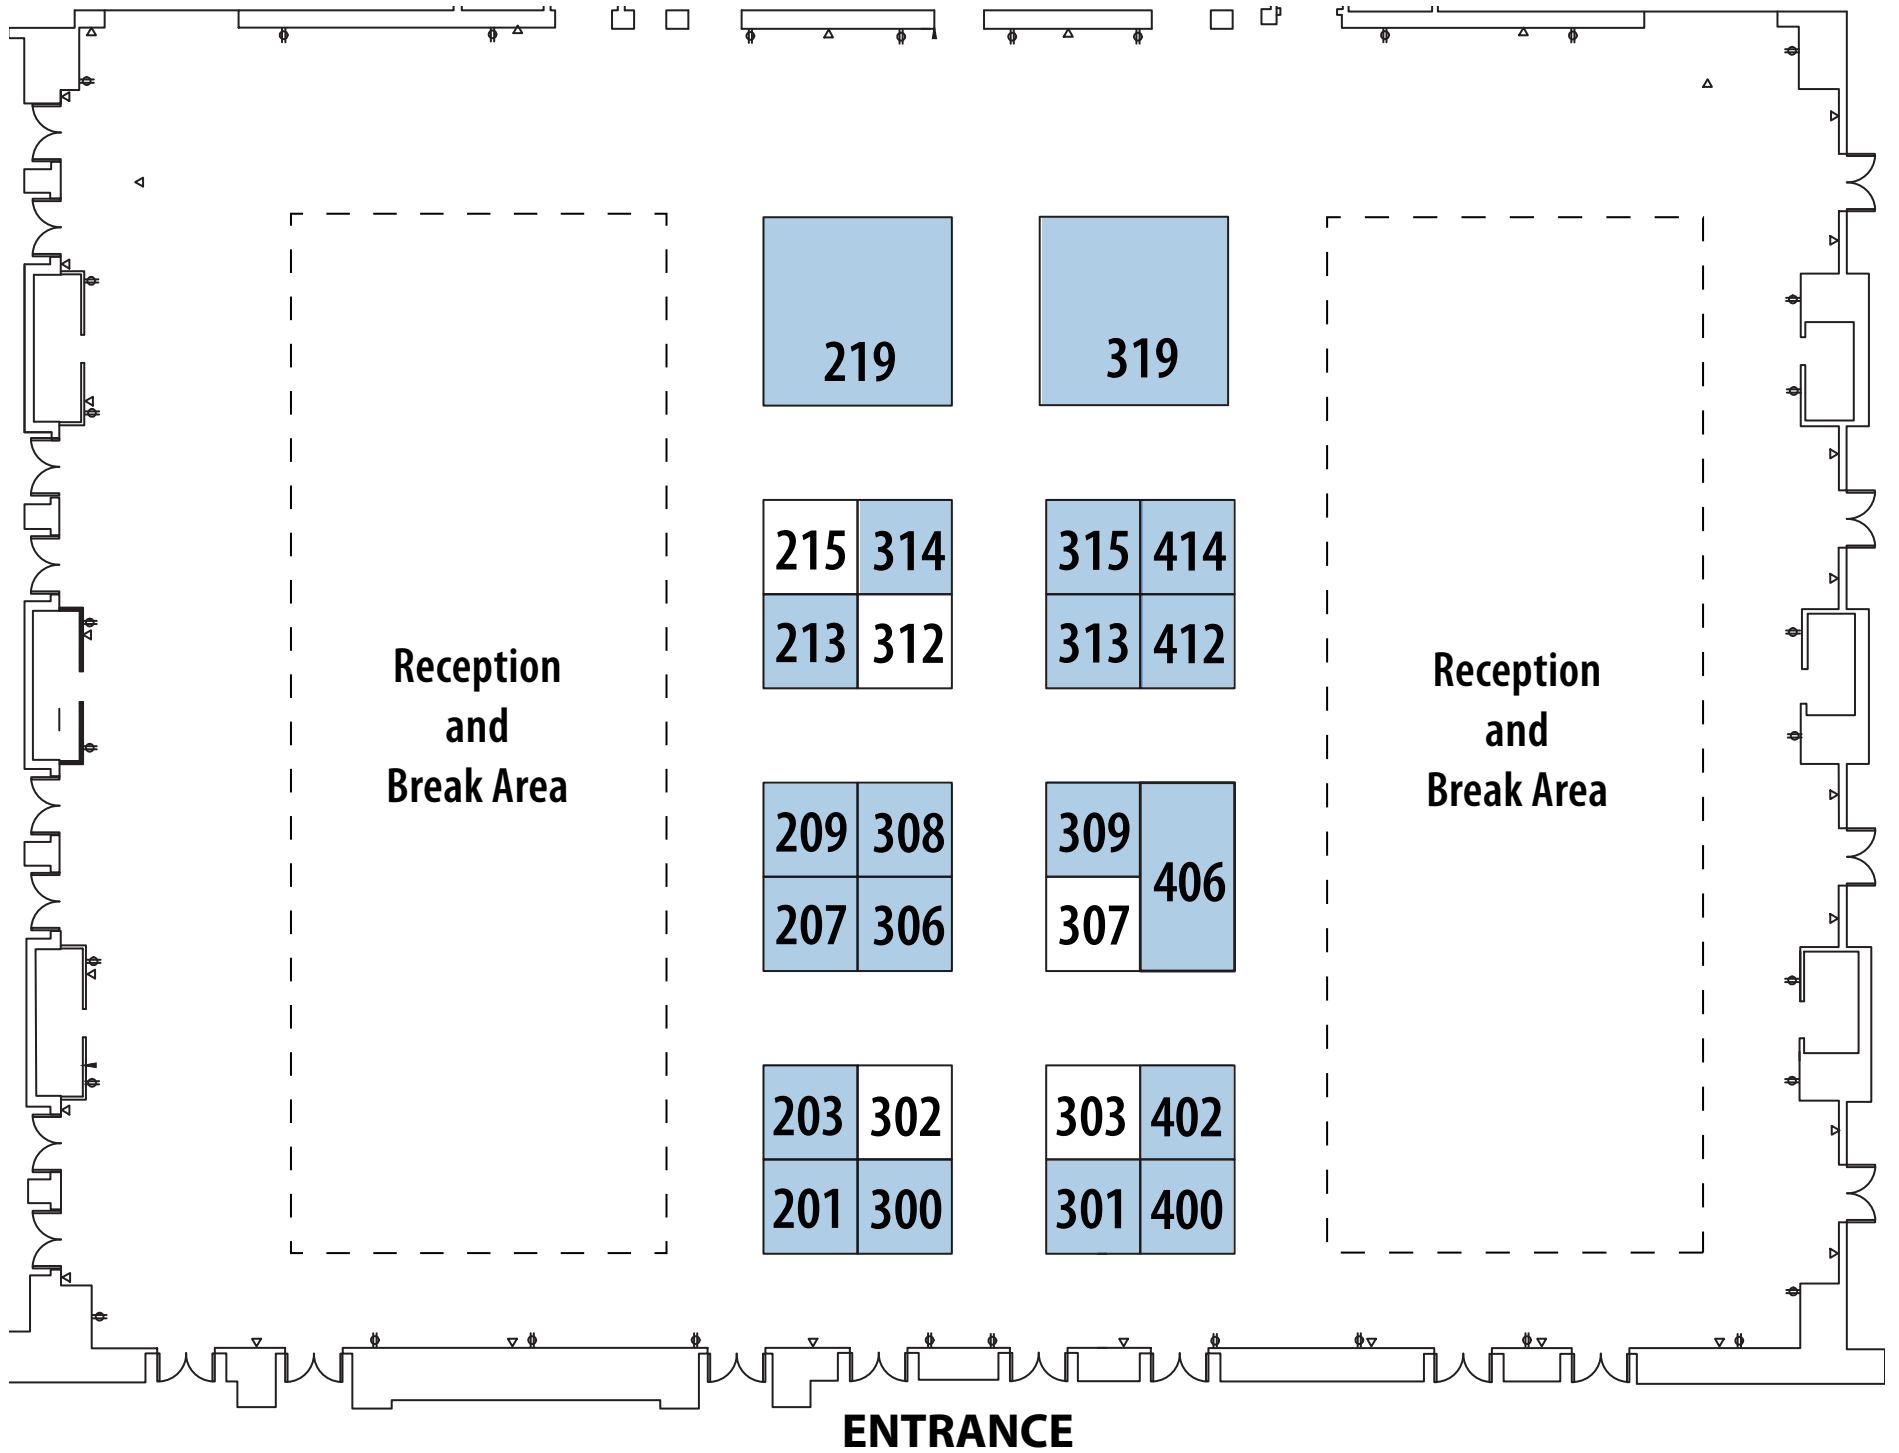 219 319
215 314 315 414
213 312 313 412
Reception
and
Break Area
Reception
and
Break Area
209 308 309
406
207 306 307
203 302 303 402
201 300 301 400
ENTRANCE